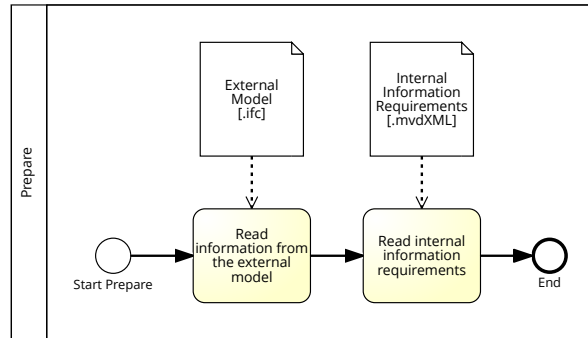 Prepare
External
Model
[.ifc]
Internal
Information
Requirements
[.mvdXML]
Start Prepare
Read
information from
the external
model
Read internal
information
requirements
End